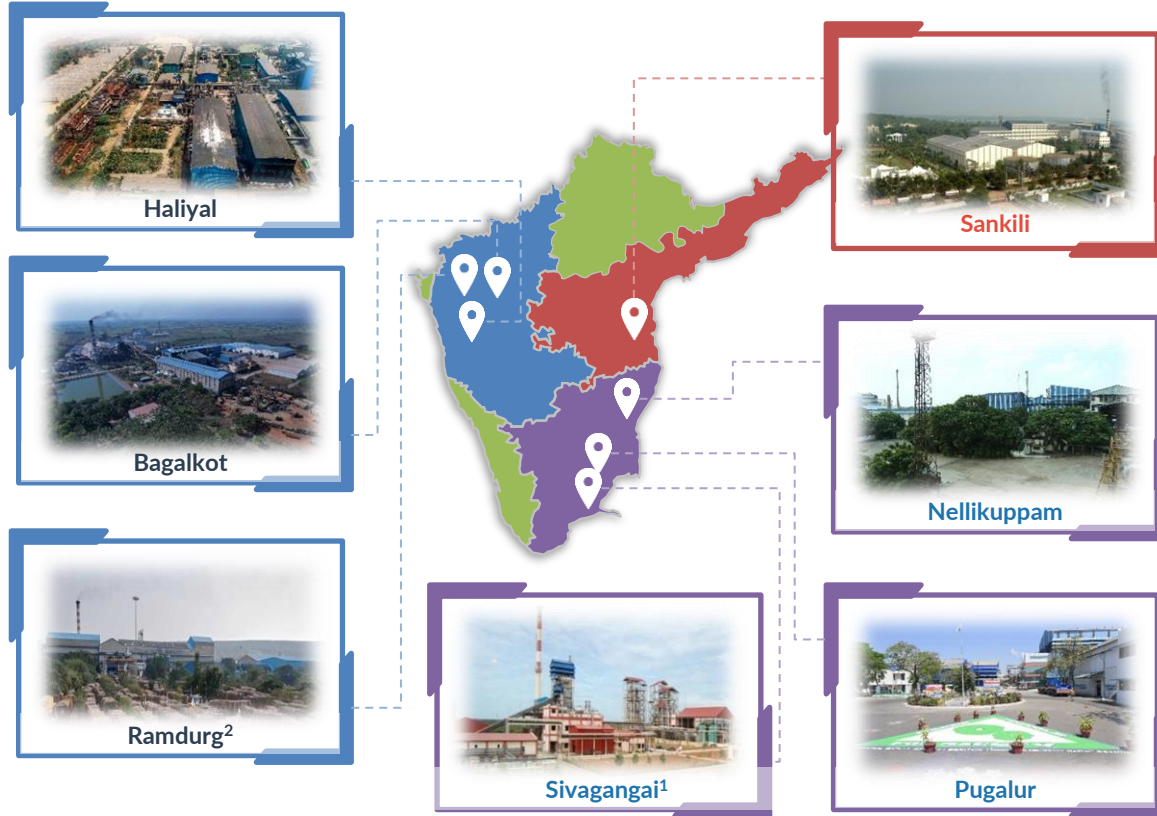 Haliyal
Sankili
Bagalkot
Nellikuppam
Ramdurg²
Sivagangai¹
Pugalur